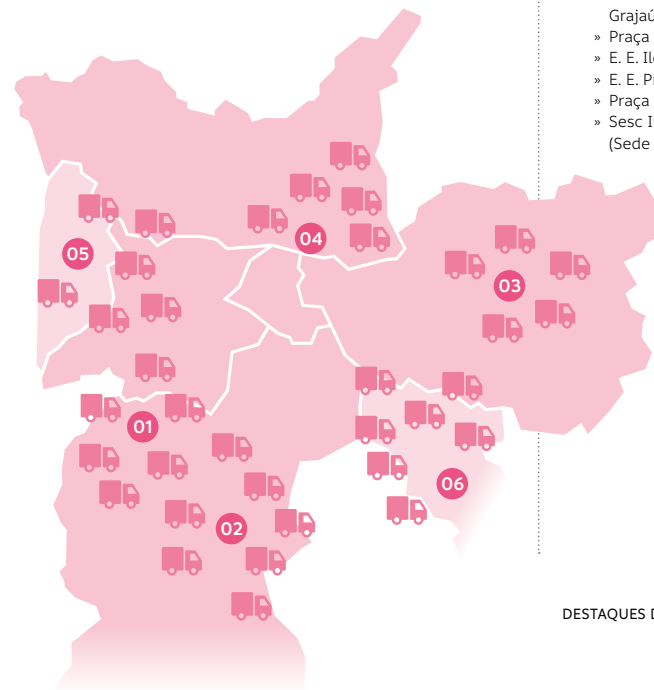 Grajaú
» Praça
» E. E.
» E. E.
» Praça
» Sesc
(Sede
04
05
03
01
06
02
DESTAQUES